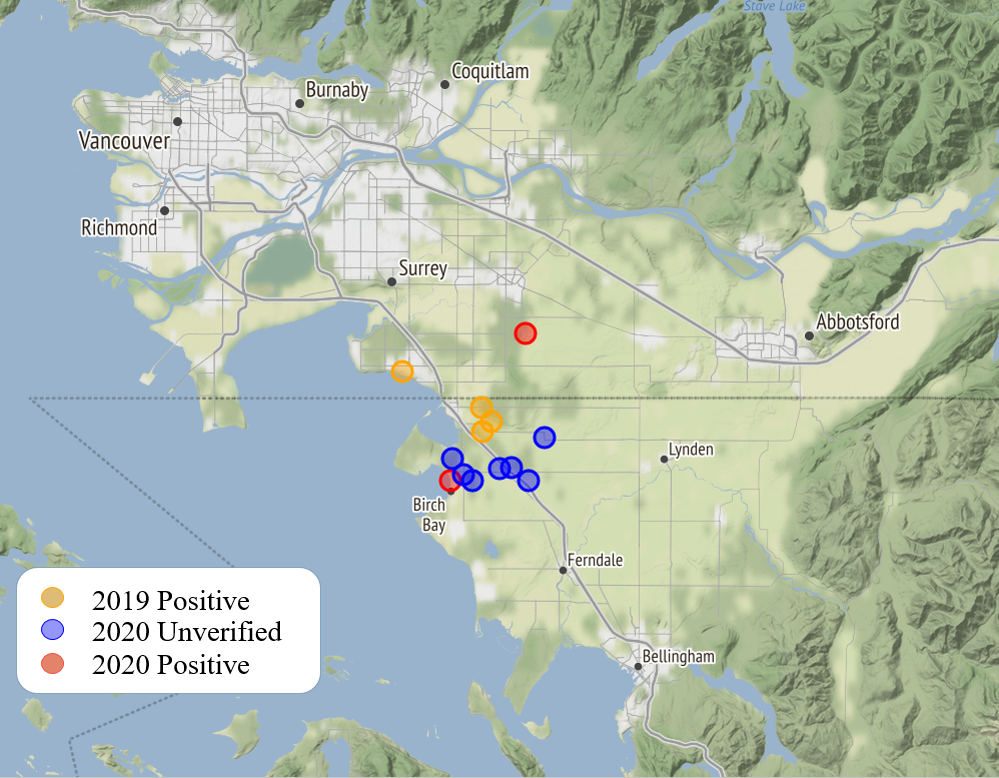 Stave Lake
Coquitlam
Burnaby
Vancouver
Richmond
Surrey
Abbotsford
Lynden
Birch
Bay
Ferndale
2019 Positive
2020 Unverified
2020 Positive
Bellingham